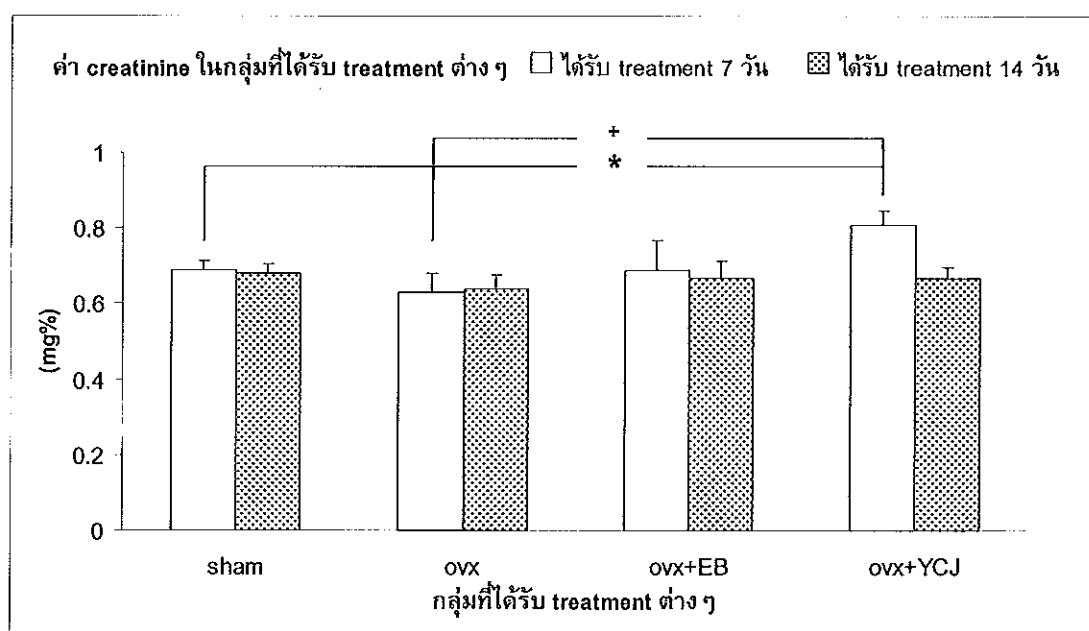 ค่า creatinine ในกลุ่มที่ได้รับ treatment ต่างๆ ได้รับ treatment 7 วัน ได้รับ treatment 14 วัน
+
*
1
0.8
0.6
0.4
0.2
0
(mg%)
sham ovx ovx+EB ovx+YCJ
กลุ่มที่ได้รับ treatment ต่างๆ